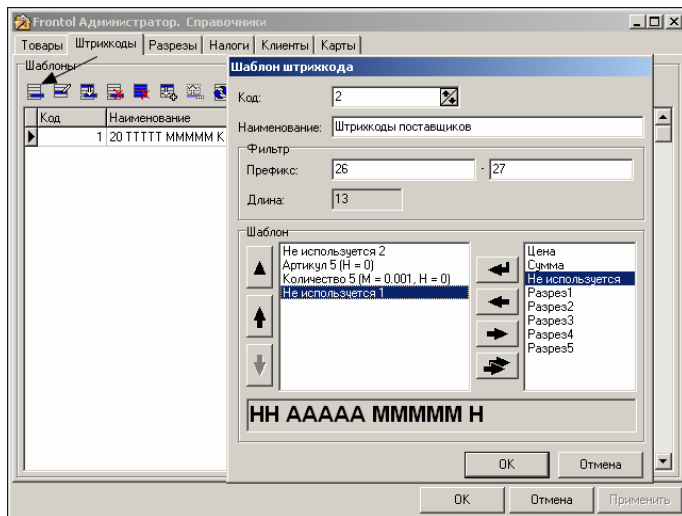 Frontol Администратор. Справочники
Товары Штрихкоды Разрезы Налоги Клиенты Карты
Шаблоны
Код Наименование
1 20 ТТТТТ МММММ К
Шаблон штрихкода
Код: 2
Наименование: Штрихкоды поставщиков
Фильтр
Префикс: 26 - 27
Длина: 13
Шаблон
Не используется 2
Артикул 5 (Н = 0)
Количество 5 (М = 0.001, Н = 0)
Не используется 1
Цена
Сумма
Не используется
Разрез1
Разрез2
Разрез3
Разрез4
Разрез5
НН ААААА МММММ Н
ОК Отмена
ОК Отмена Применить